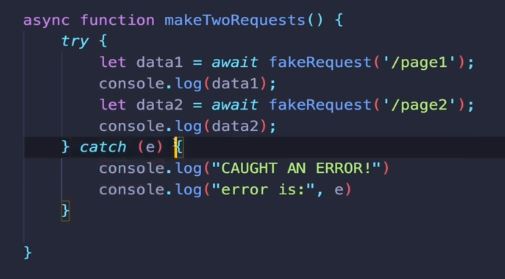 async function makeTwoRequests() {
    try {
        let data1 = await fakeRequest('/page1');
        console.log(data1);
        let data2 = await fakeRequest('/page2');
        console.log(data2);
    } catch (e) {
        console.log("CAUGHT AN ERROR!")
        console.log("error is:", e)
    }
}